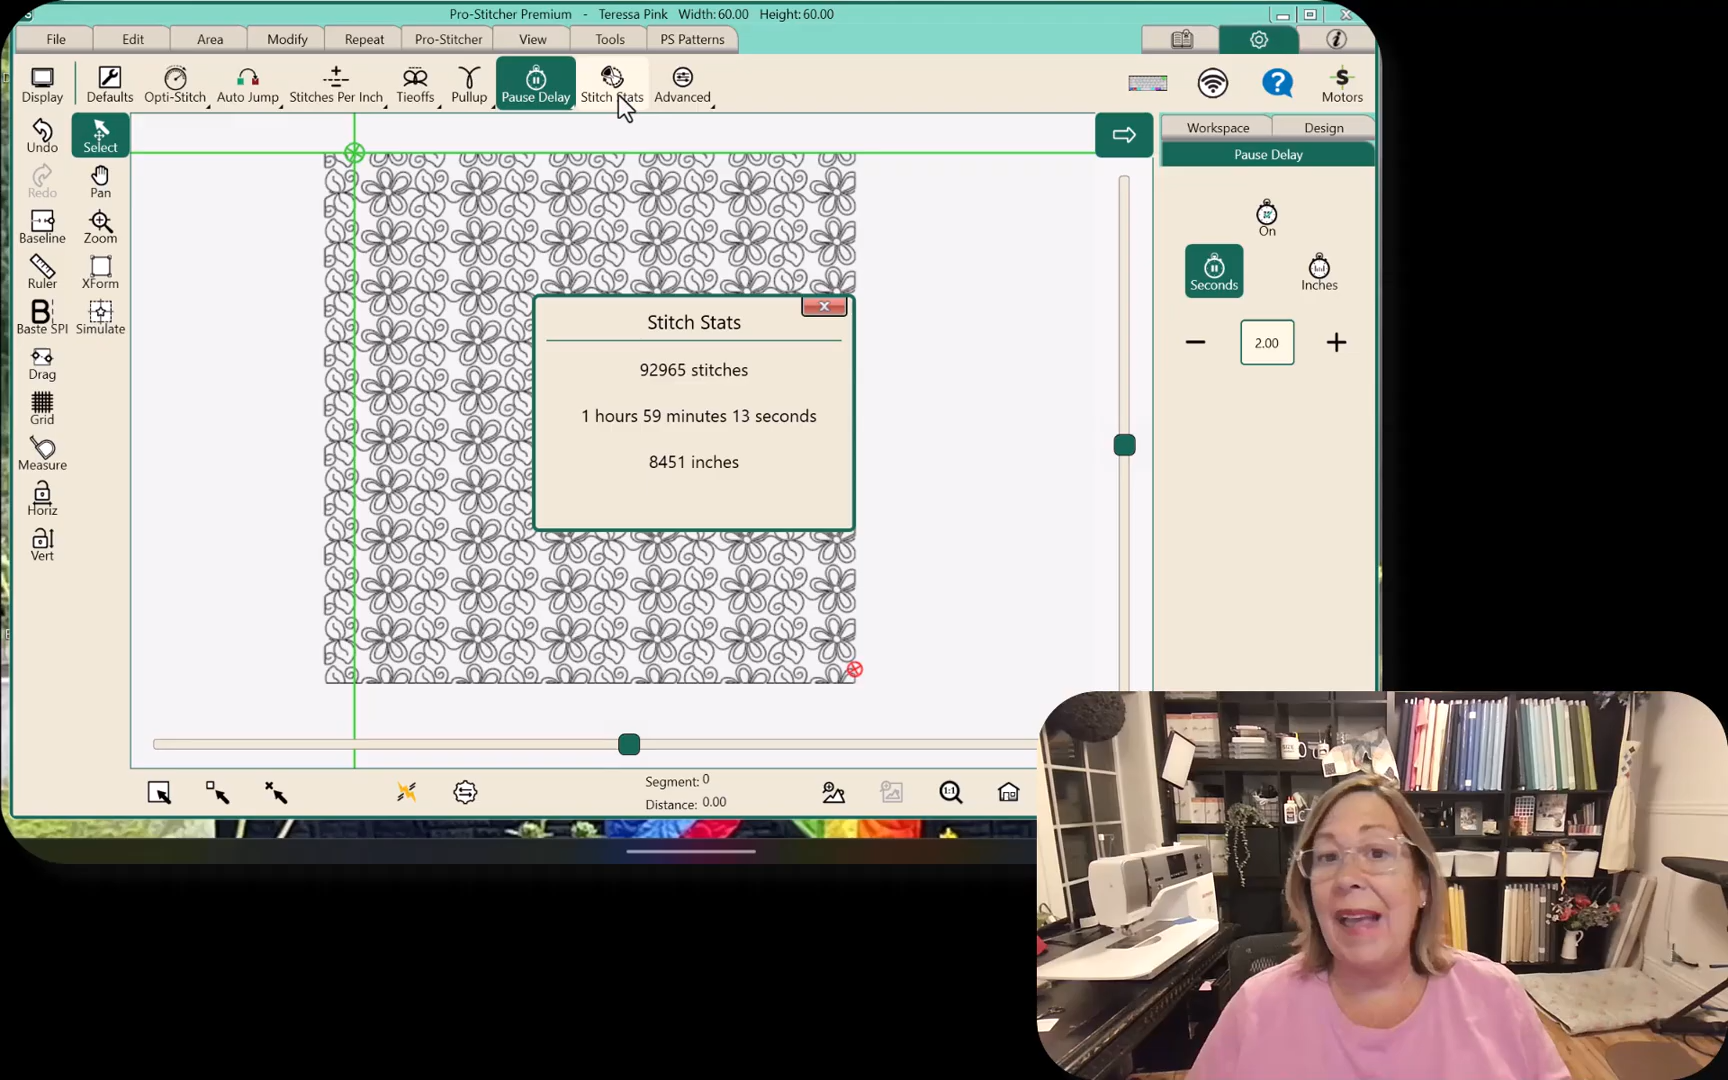 Pro-Stitcher Premium - Teressa Pink Width:60.00 Height:60.00
File Edit Area Modify Repeat Pro-Stitcher View Tools PS Patterns
Display Defaults Opti-Stitch Auto Jump Stitches Per Inch Tieoffs Pullup Pause Delay Stitch Stats Advanced Motors
Undo Select
Redo Pan
Baseline Zoom
Ruler XForm
Baste SPI Simulate
Drag
Grid
Measure
Horiz
Vert
Stitch Stats
92965 stitches
1 hours 59 minutes 13 seconds
8451 inches
Workspace Design
Pause Delay
On
Seconds Inches
2.00
Segment: 0
Distance: 0.00
1:1